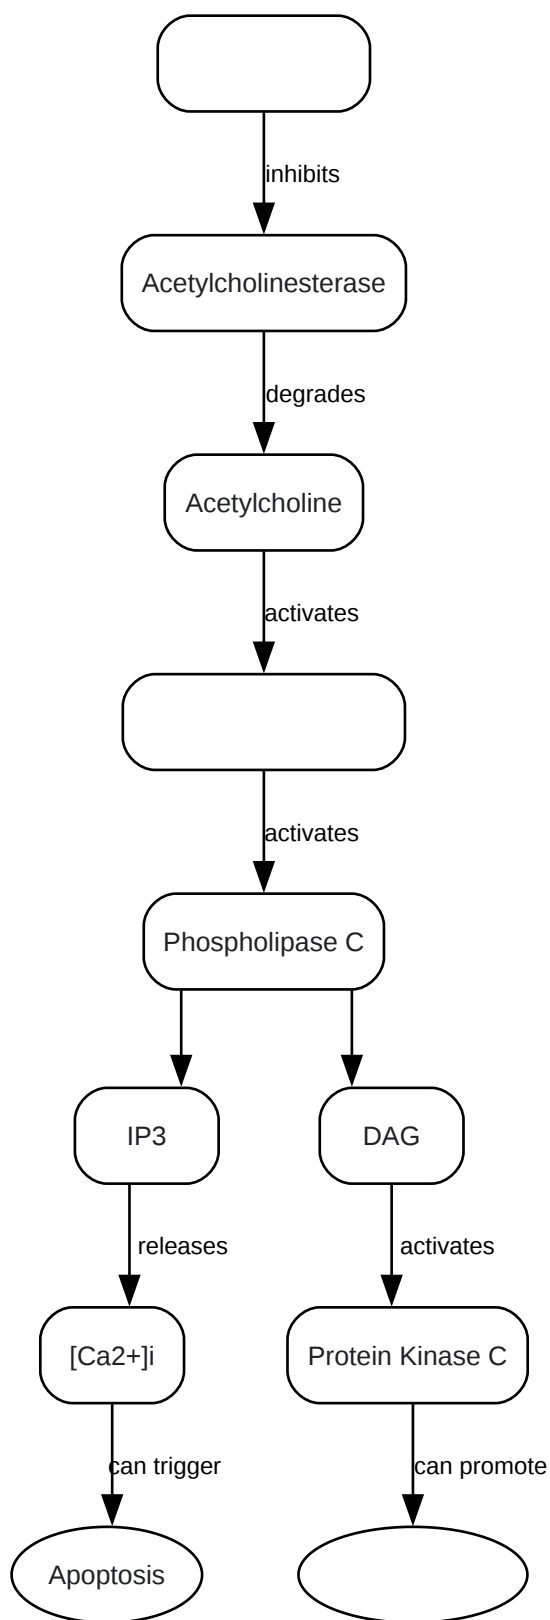 inhibits
Acetylcholinesterase
degrades
Acetylcholine
activates
activates
Phospholipase C
IP3
DAG
releases
activates
[Ca2+]i
Protein Kinase C
can trigger
can promote
Apoptosis